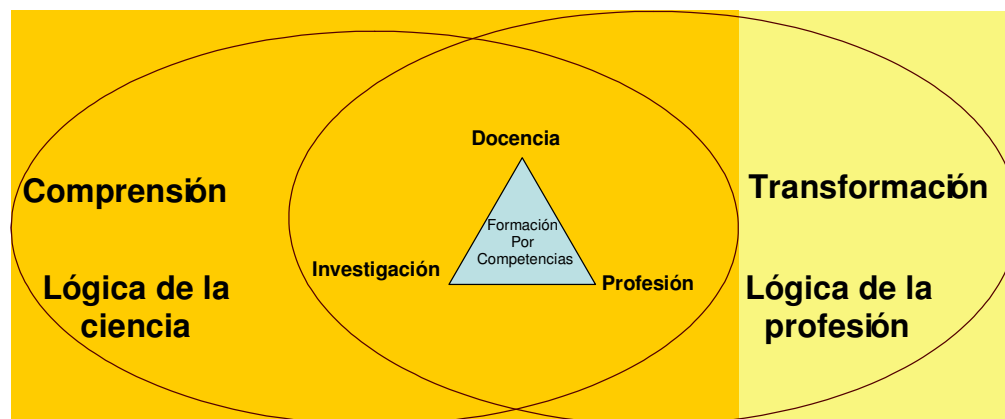 Docencia
Comprensión
Transformación
Formación
Por
Competencias
Investigación
Profesión
Lógica de la
ciencia
Lógica de la
profesión